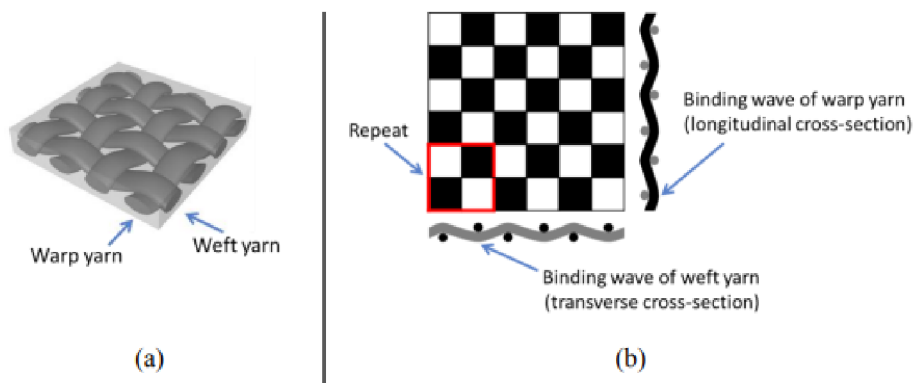 Warp yarn
Weft yarn
(a)
Repeat
Binding wave of warp yarn
(longitudinal cross-section)
Binding wave of weft yarn
(transverse cross-section)
(b)